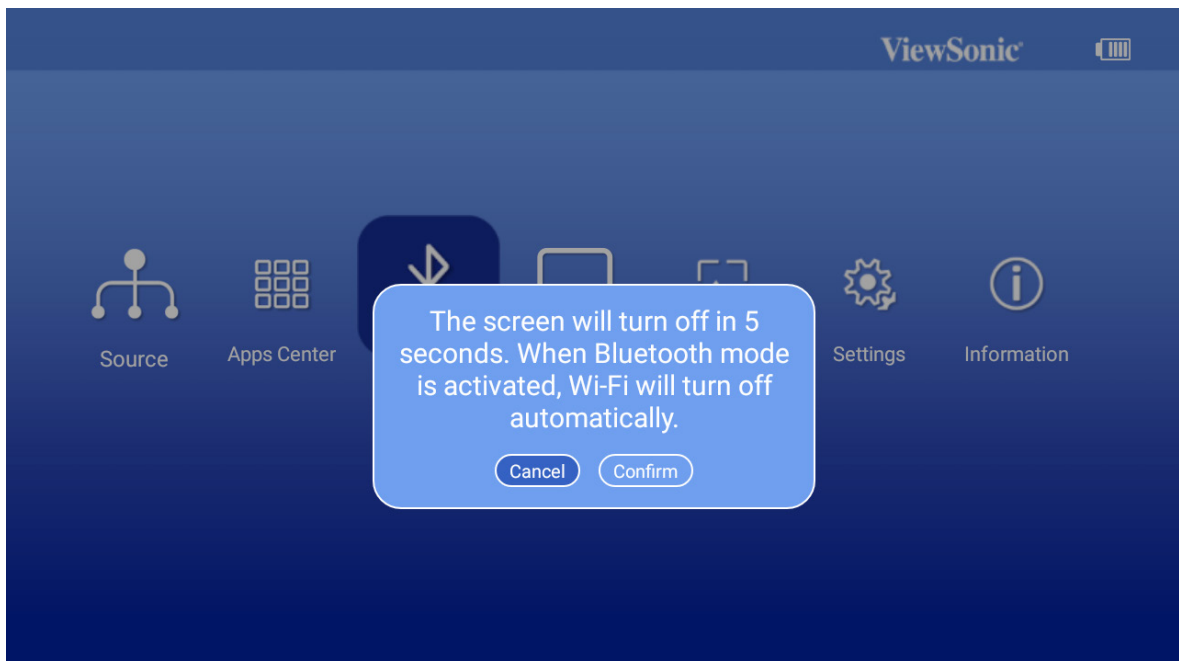 ViewSonic
Source
Apps Center
Settings
Information
The screen will turn off in 5
seconds. When Bluetooth mode
is activated, Wi-Fi will turn off
automatically.
Cancel
Confirm